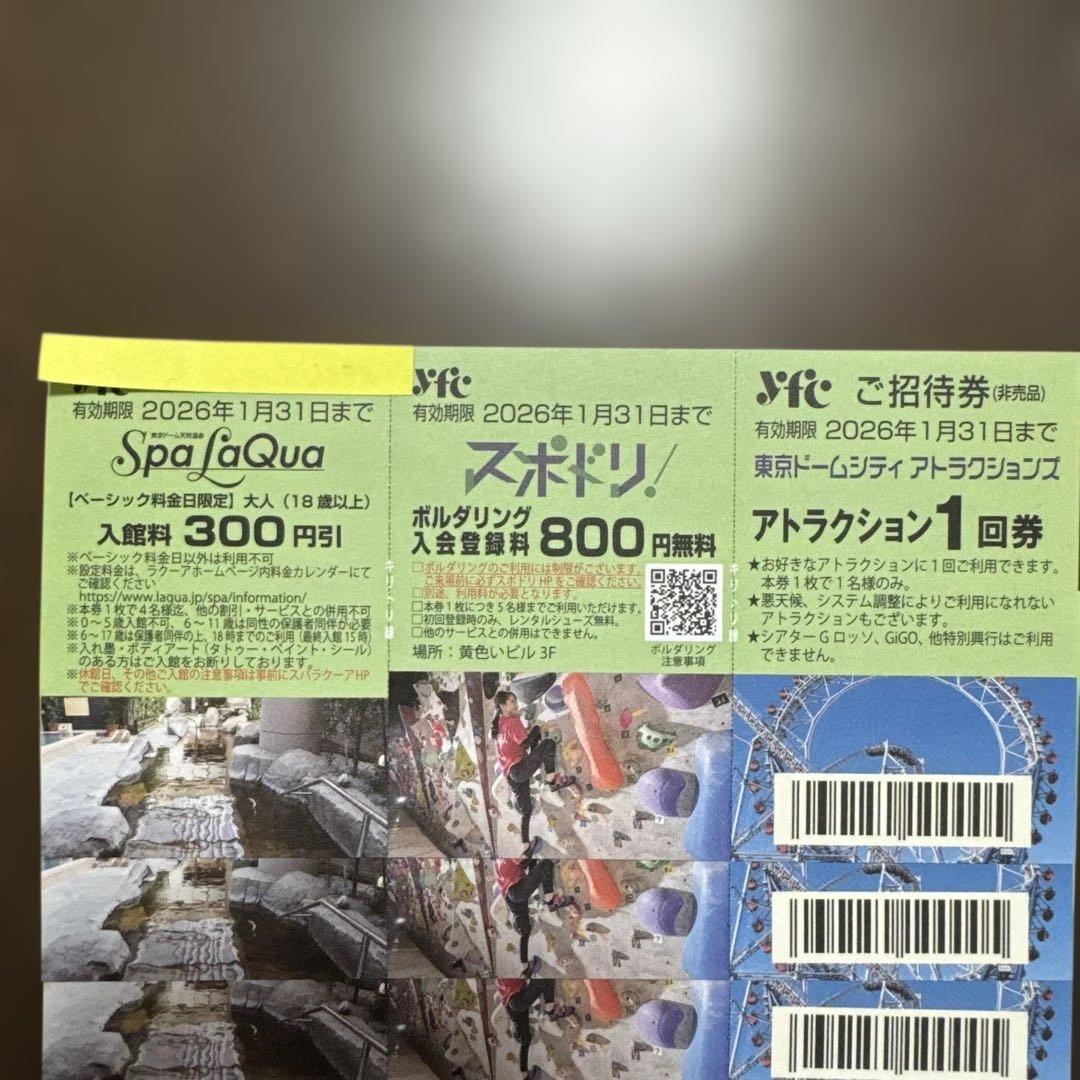 yfc
有効期限 2026年1月31日まで
東京ドーム天然温泉
Spa LaQua
【ベーシック料金日限定】大人（18歳以上）
入館料 300円引
※ベーシック料金日以外は利用不可
※設定料金は、ラクーアホームページ内料金カレンダーにて
ご確認ください
https://www.laqua.jp/spa/information/
※本券1枚で4名様迄、他の割引・サービスとの併用不可
※0～5歳入館不可、6～11歳は同性の保護者同伴が必要
※6～17歳は保護者同伴の上、18時までのご利用（最終入館15時）
※入れ墨・ボディアート（タトゥー・ペイント・シール）
のある方はご入館をお断りしております。
※休館日、その他ご入館の注意事項は事前にスパラクーアHP
でご確認ください。
yfc
有効期限 2026年1月31日まで
スポドリ！
ボルダリング
入会登録料 800円無料
□ボルダリングのご利用には制限がございます。
ご来場前に必ずスポドリHPをご確認ください。
□別途、利用料が必要となります。
□本券1枚につき5名様までご利用いただけます。
□初回登録時のみ、レンタルシューズ無料。
□他のサービスとの併用はできません。
場所：黄色いビル 3F
ボルダリング
注意事項
キリトリ線
yfc ご招待券(非売品)
有効期限 2026年1月31日まで
東京ドームシティ アトラクションズ
アトラクション1回券
★お好きなアトラクションに1回ご利用できます。
本券1枚で1名様のみ。
★悪天候、システム調整によりご利用になれない
アトラクションもございます。
★シアターGロッソ、GiGO、他特別興行はご利用
できません。
キリトリ線